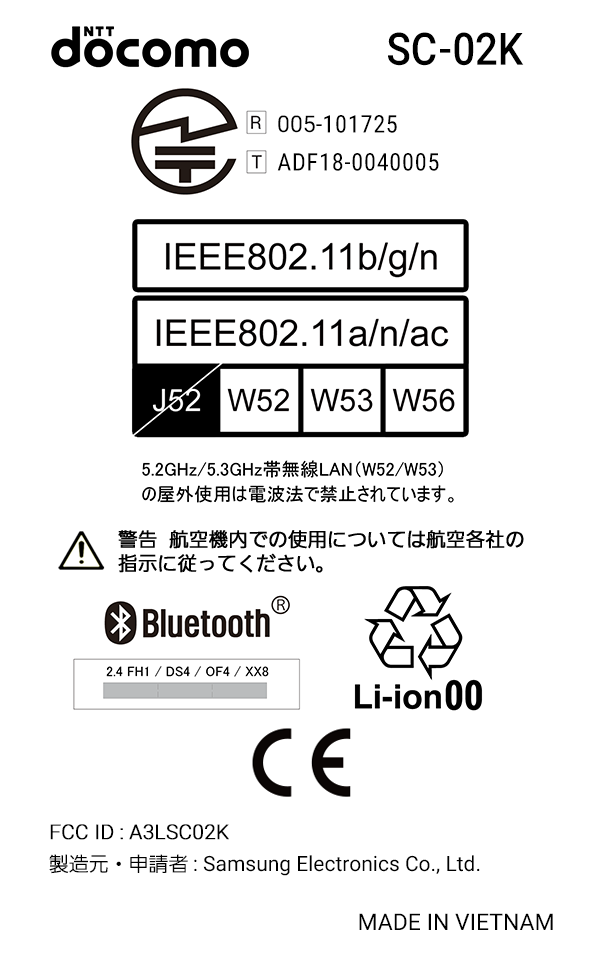 NTT docomo SC-02K
R 005-101725
T ADF18-0040005
IEEE802.11b/g/n
IEEE802.11a/n/ac
J52 W52 W53 W56
5.2GHz/5.3GHz帯無線LAN（W52/W53）
の屋外使用は電波法で禁止されています。
警告 航空機内での使用については航空各社の
指示に従ってください。
Bluetooth®
2.4 FH1 / DS4 / OF4 / XX8
Li-ion00
CE
FCC ID : A3LSC02K
製造元・申請者 : Samsung Electronics Co., Ltd.
MADE IN VIETNAM